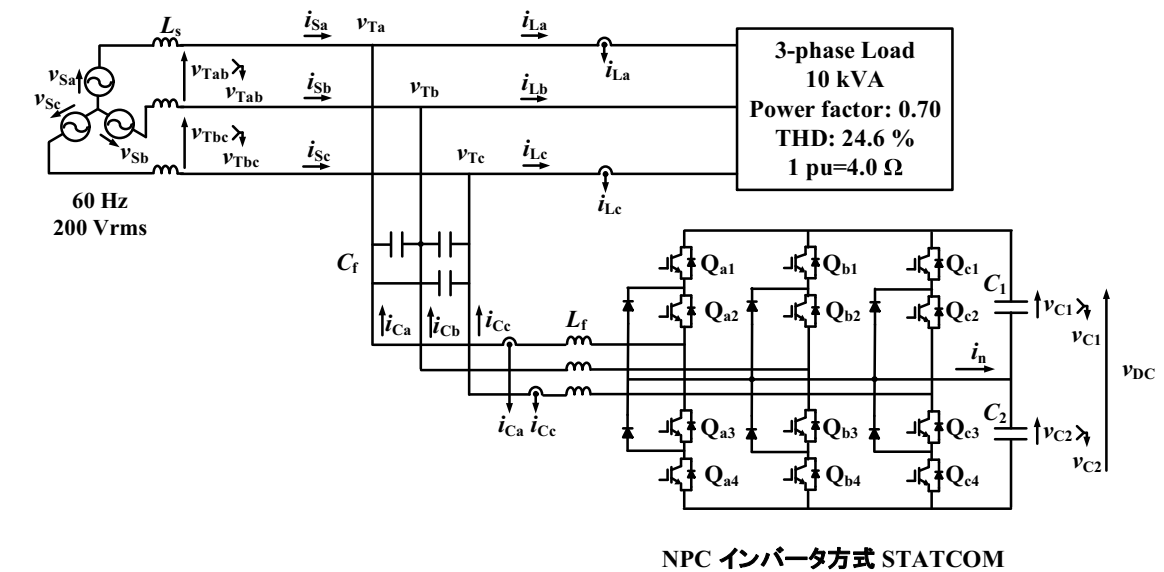 Ls
iSa
vTa
iLa
vSa
vTab
vTab
iSb
vTb
iLb
iLa
3-phase Load
10 kVA
Power factor: 0.70
THD: 24.6 %
1 pu=4.0 Ω
vSc
vSb
vTbc
vTbc
iSc
vTc
iLc
iLc
60 Hz
200 Vrms
Cf
iCa
iCb
iCc
Lf
iCa
iCc
Qa1
Qb1
Qc1
Qa2
Qb2
Qc2
C1
vC1
vC1
in
vDC
Qa3
Qb3
Qc3
C2
vC2
vC2
Qa4
Qb4
Qc4
NPC インバータ方式 STATCOM